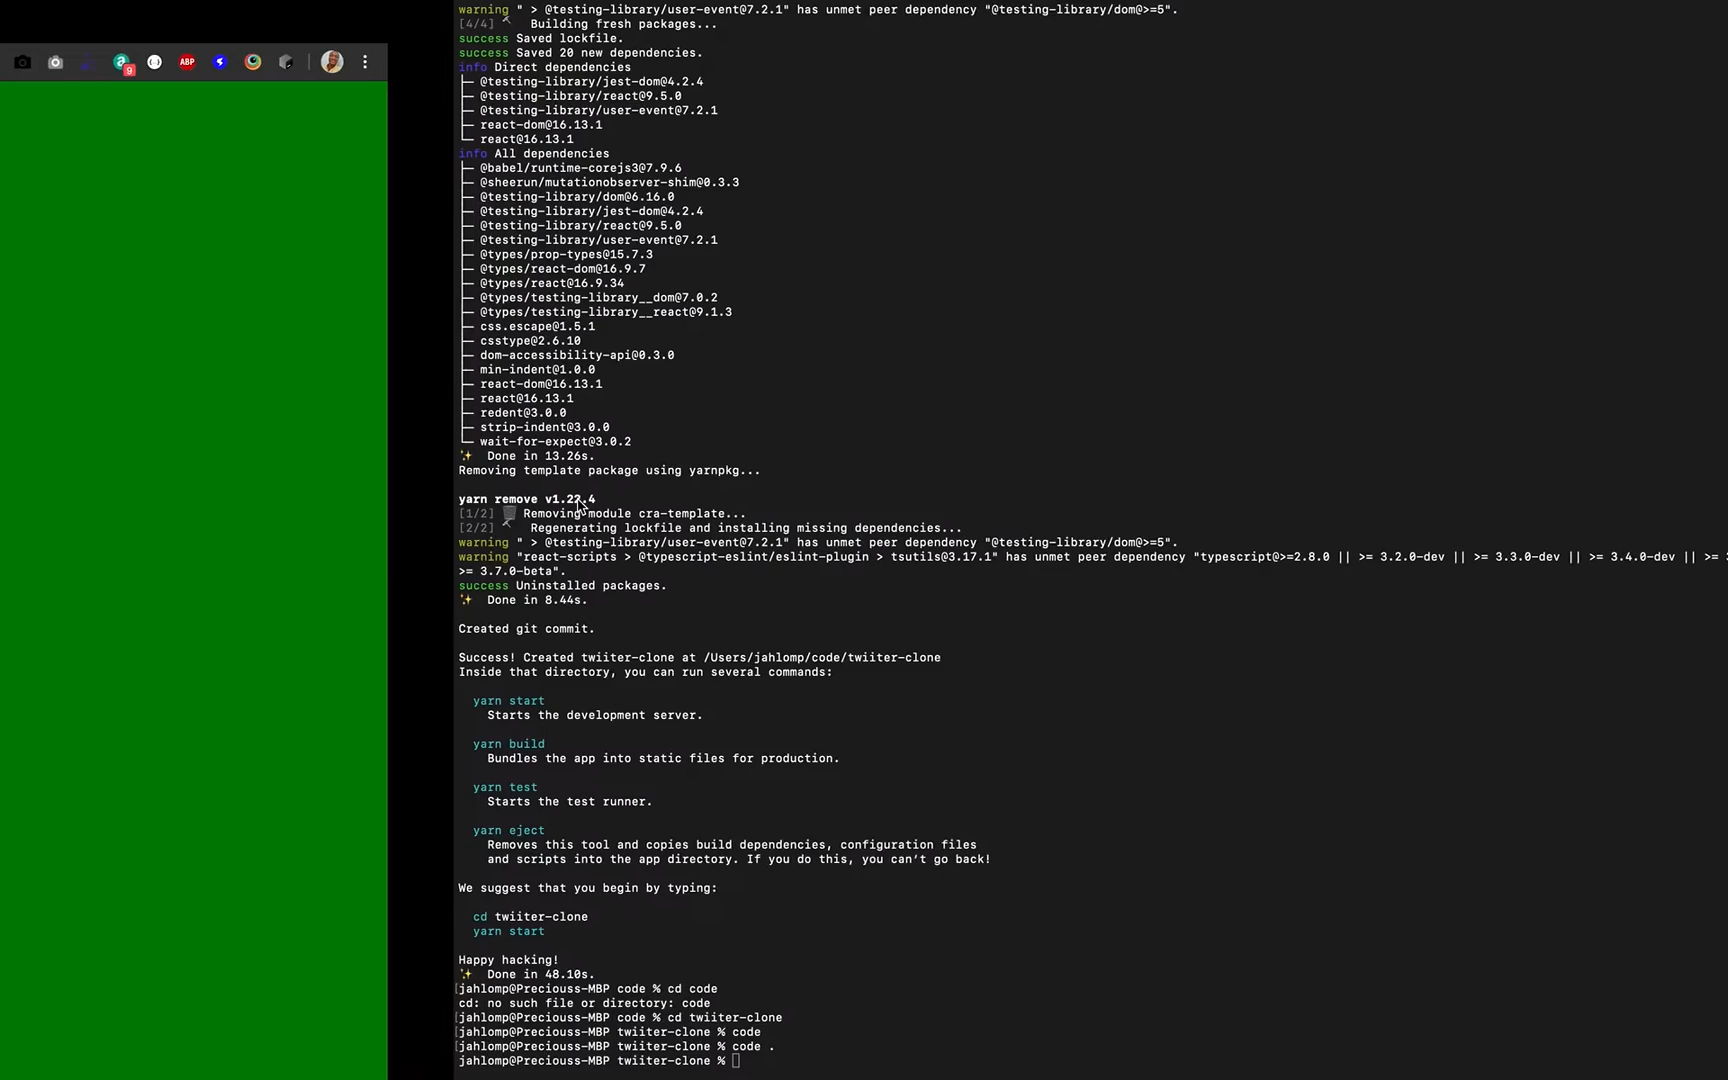 warning " > @testing-library/user-event@7.2.1" has unmet peer dependency "@testing-library/dom@>=5".
[4/4] Building fresh packages...
success Saved lockfile.
success Saved 20 new dependencies.
info Direct dependencies
├─ @testing-library/jest-dom@4.2.4
├─ @testing-library/react@9.5.0
├─ @testing-library/user-event@7.2.1
├─ react-dom@16.13.1
└─ react@16.13.1
info All dependencies
├─ @babel/runtime-corejs3@7.9.6
├─ @sheerun/mutationobserver-shim@0.3.3
├─ @testing-library/dom@6.16.0
├─ @testing-library/jest-dom@4.2.4
├─ @testing-library/react@9.5.0
├─ @testing-library/user-event@7.2.1
├─ @types/prop-types@15.7.3
├─ @types/react-dom@16.9.7
├─ @types/react@16.9.34
├─ @types/testing-library__dom@7.0.2
├─ @types/testing-library__react@9.1.3
├─ css.escape@1.5.1
├─ csstype@2.6.10
├─ dom-accessibility-api@0.3.0
├─ min-indent@1.0.0
├─ react-dom@16.13.1
├─ react@16.13.1
├─ redent@3.0.0
├─ strip-indent@3.0.0
└─ wait-for-expect@3.0.2
✨ Done in 13.26s.
Removing template package using yarnpkg...
yarn remove v1.22.4
[1/2] Removing module cra-template...
[2/2] Regenerating lockfile and installing missing dependencies...
warning " > @testing-library/user-event@7.2.1" has unmet peer dependency "@testing-library/dom@>=5".
warning "react-scripts > @typescript-eslint/eslint-plugin > tsutils@3.17.1" has unmet peer dependency "typescript@>=2.8.0 || >= 3.2.0-dev || >= 3.3.0-dev || >= 3.4.0-dev || >=
>= 3.7.0-beta".
success Uninstalled packages.
✨ Done in 8.44s.
Created git commit.
Success! Created twiiter-clone at /Users/jahlomp/code/twiiter-clone
Inside that directory, you can run several commands:
yarn start
Starts the development server.
yarn build
Bundles the app into static files for production.
yarn test
Starts the test runner.
yarn eject
Removes this tool and copies build dependencies, configuration files
and scripts into the app directory. If you do this, you can’t go back!
We suggest that you begin by typing:
cd twiiter-clone
yarn start
Happy hacking!
✨ Done in 48.10s.
[jahlomp@Preciouss-MBP code % cd code
cd: no such file or directory: code
[jahlomp@Preciouss-MBP code % cd twiiter-clone
[jahlomp@Preciouss-MBP twiiter-clone % code
[jahlomp@Preciouss-MBP twiiter-clone % code .
jahlomp@Preciouss-MBP twiiter-clone %
a
9
ABP